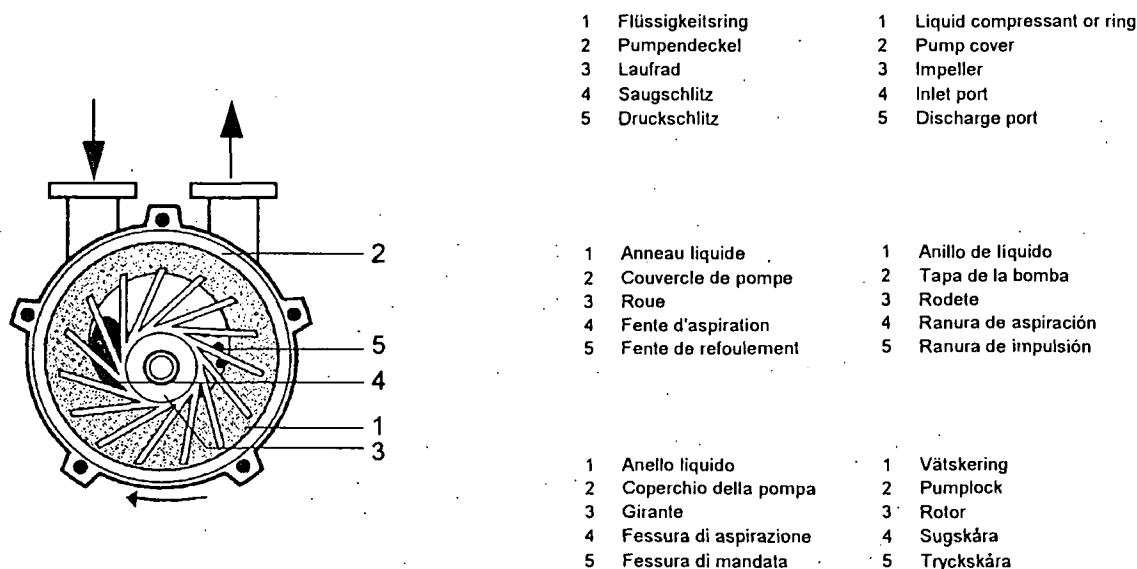 1 Flüssigkeitsring
2 Pumpendeckel
3 Laufrad
4 Saugschlitz
5 Druckschlitz
1 Liquid compressant or ring
2 Pump cover
3 Impeller
4 Inlet port
5 Discharge port
2
5
4
1
3
1 Anneau liquide
2 Couvercle de pompe
3 Roue
4 Fente d'aspiration
5 Fente de refoulement
1 Anillo de líquido
2 Tapa de la bomba
3 Rodete
4 Ranura de aspiración
5 Ranura de impulsión
1 Anello liquido
2 Coperchio della pompa
3 Girante
4 Fessura di aspirazione
5 Fessura di mandata
1 Vätskering
2 Pumplock
3 Rotor
4 Sugskåra
5 Tryckskåra